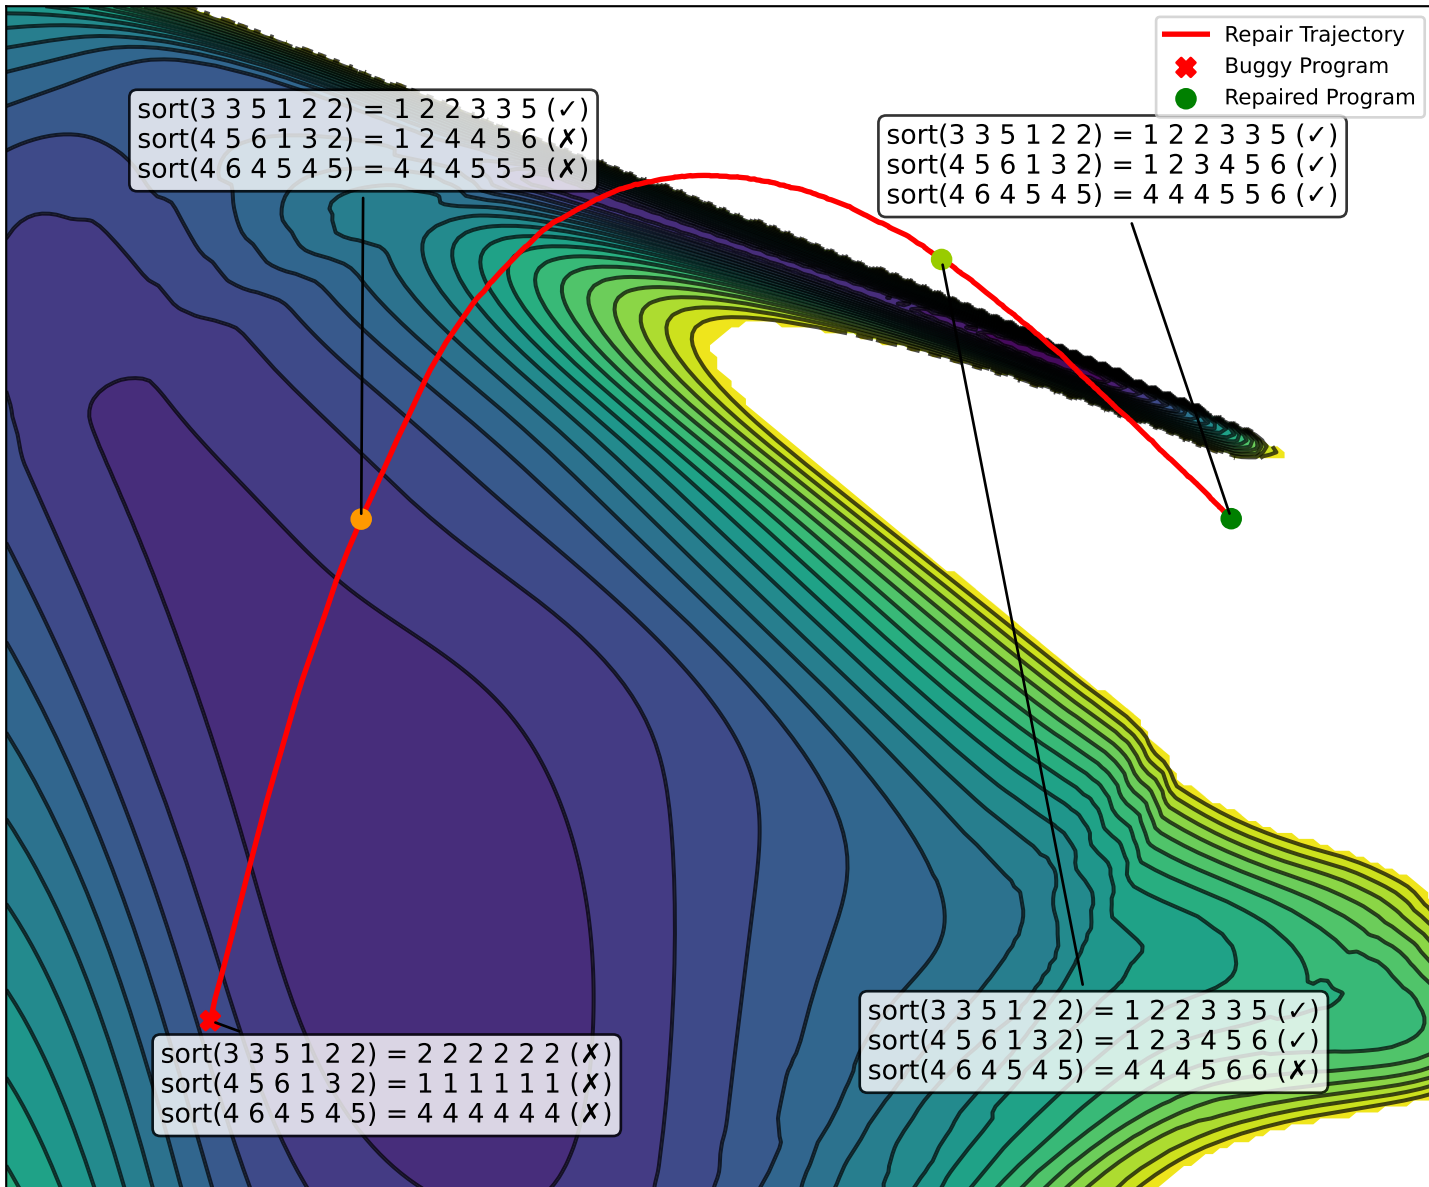 Repair Trajectory
Buggy Program
Repaired Program
sort(3 3 5 1 2 2) = 1 2 2 3 3 5 (✓)
sort(4 5 6 1 3 2) = 1 2 4 4 5 6 (✗)
sort(4 6 4 5 4 5) = 4 4 4 5 5 5 (✗)
sort(3 3 5 1 2 2) = 1 2 2 3 3 5 (✓)
sort(4 5 6 1 3 2) = 1 2 3 4 5 6 (✓)
sort(4 6 4 5 4 5) = 4 4 4 5 5 6 (✓)
sort(3 3 5 1 2 2) = 1 2 2 3 3 5 (✓)
sort(4 5 6 1 3 2) = 1 2 3 4 5 6 (✓)
sort(4 6 4 5 4 5) = 4 4 4 5 6 6 (✗)
sort(3 3 5 1 2 2) = 2 2 2 2 2 2 (✗)
sort(4 5 6 1 3 2) = 1 1 1 1 1 1 (✗)
sort(4 6 4 5 4 5) = 4 4 4 4 4 4 (✗)